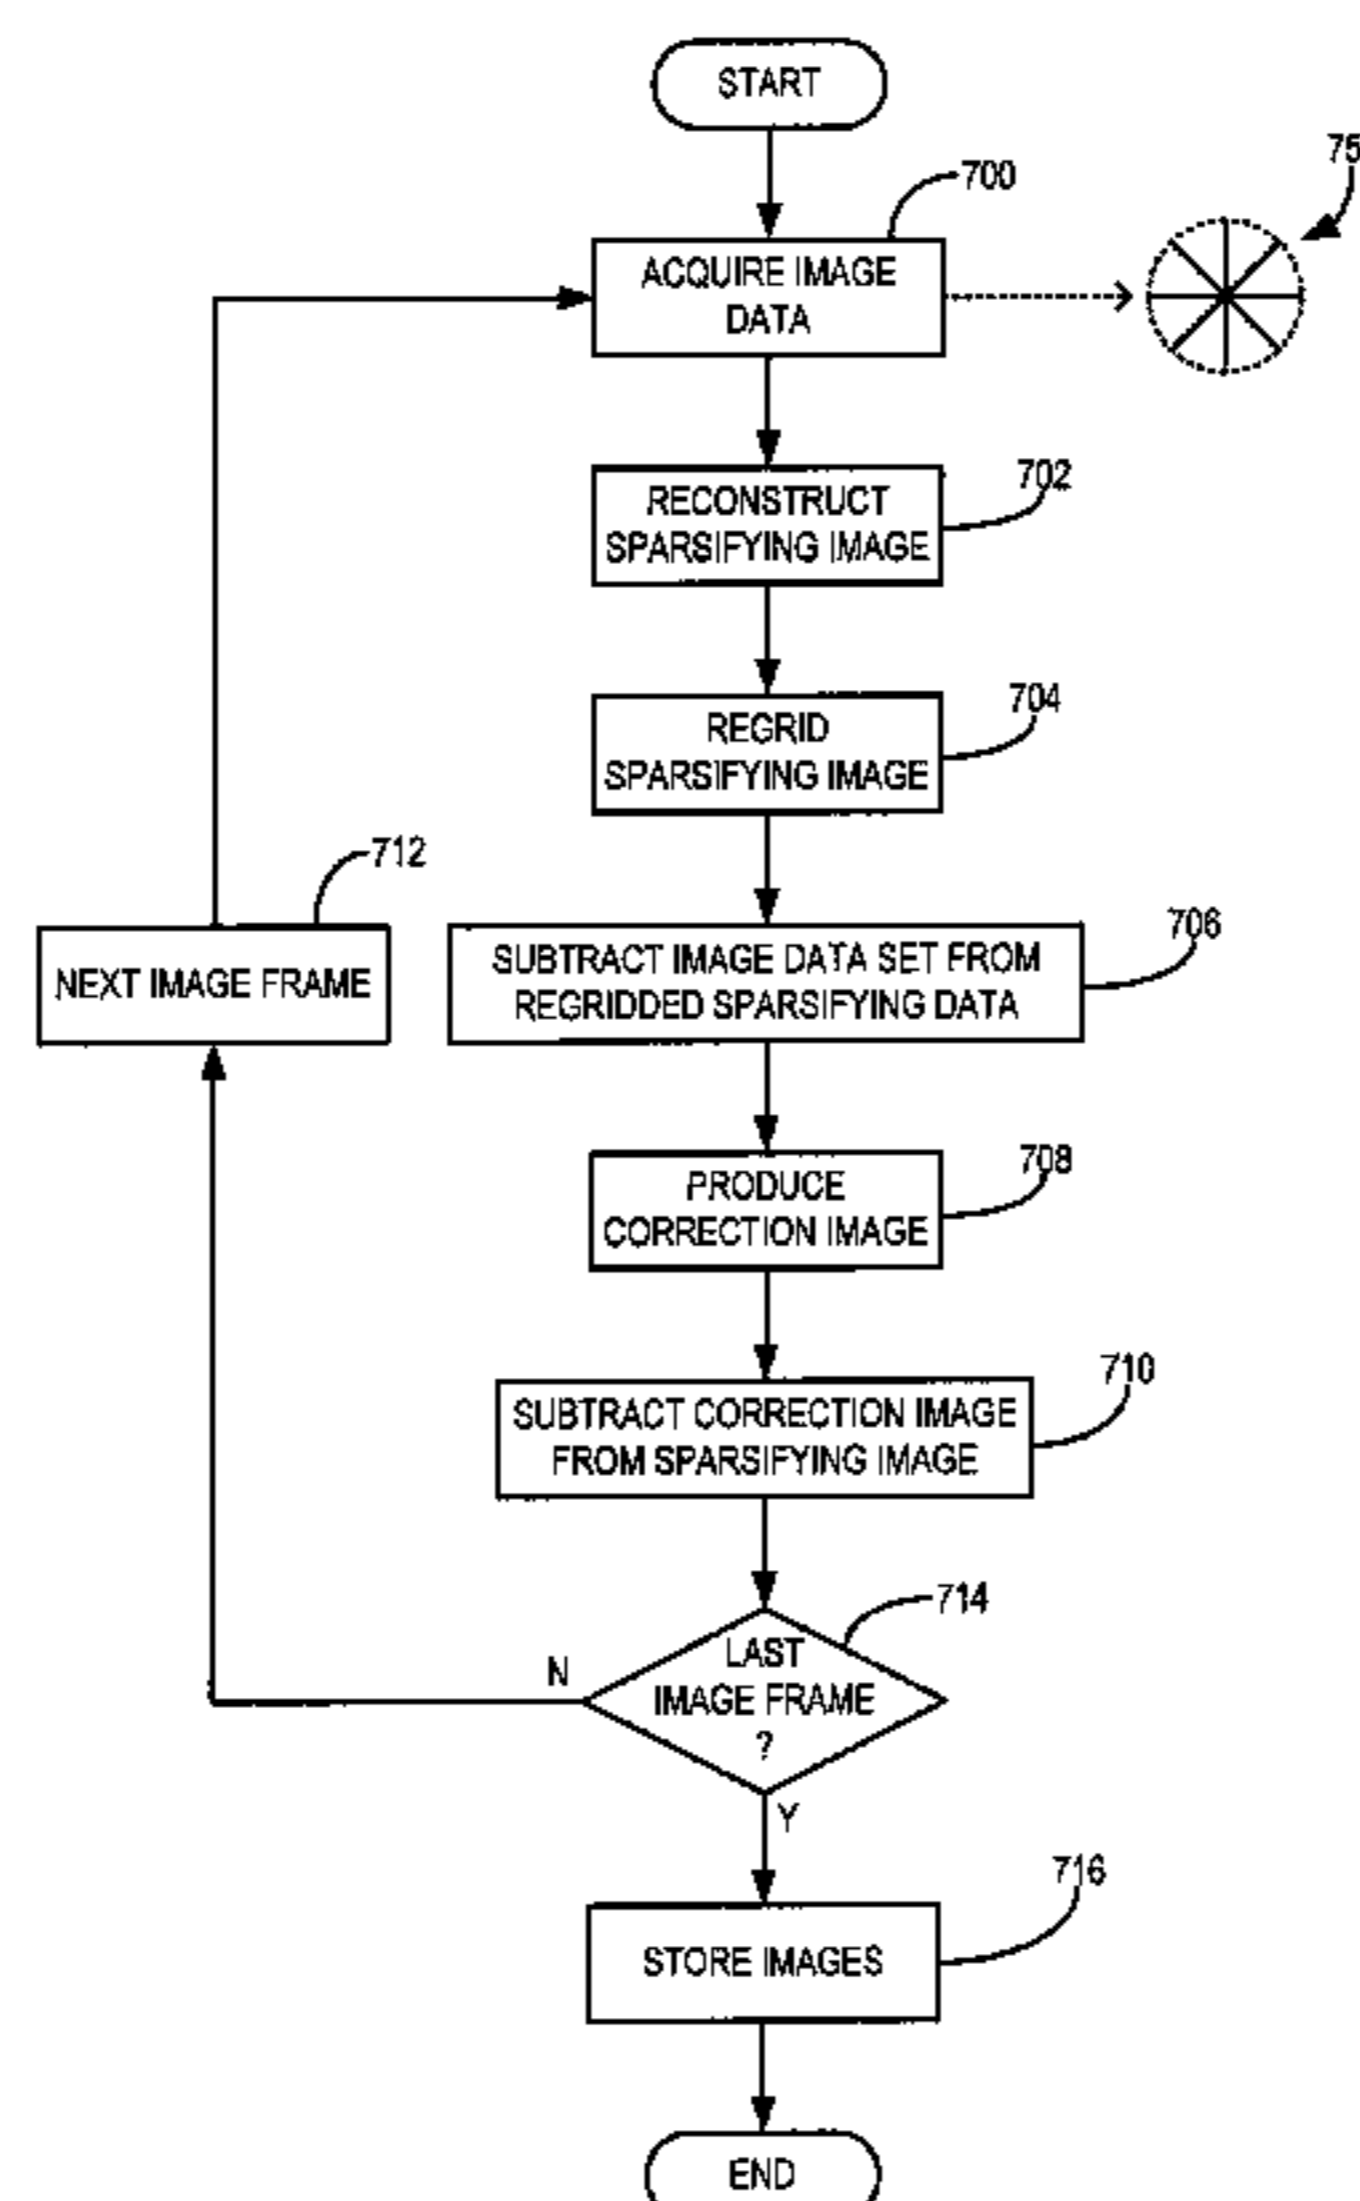 START
700
75
ACQUIRE IMAGE
DATA
702
RECONSTRUCT
SPARSIFYING IMAGE
704
REGRID
SPARSIFYING IMAGE
712
NEXT IMAGE FRAME
706
SUBTRACT IMAGE DATA SET FROM
REGRIDDED SPARSIFYING DATA
708
PRODUCE
CORRECTION IMAGE
710
SUBTRACT CORRECTION IMAGE
FROM SPARSIFYING IMAGE
714
N
LAST
IMAGE FRAME
?
Y
716
STORE IMAGES
END